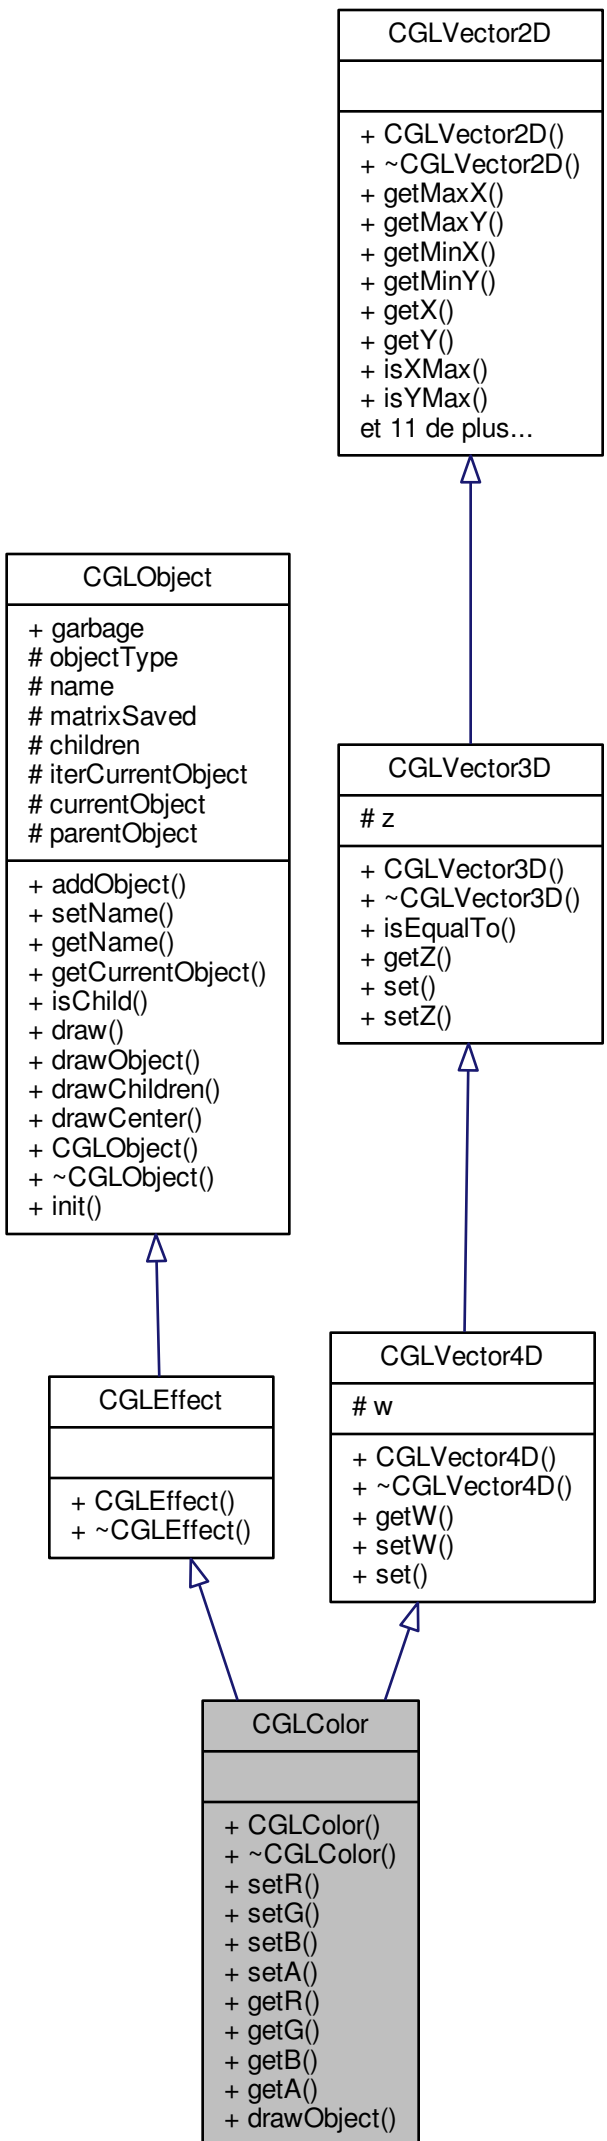 CGLVector2D
+ CGLVector2D()
+ ~CGLVector2D()
+ getMaxX()
+ getMaxY()
+ getMinX()
+ getMinY()
+ getX()
+ getY()
+ isXMax()
+ isYMax()
et 11 de plus...
CGLObject
+ garbage
# objectType
# name
# matrixSaved
# children
# iterCurrentObject
# currentObject
# parentObject
+ addObject()
+ setName()
+ getName()
+ getCurrentObject()
+ isChild()
+ draw()
+ drawObject()
+ drawChildren()
+ drawCenter()
+ CGLObject()
+ ~CGLObject()
+ init()
CGLVector3D
# z
+ CGLVector3D()
+ ~CGLVector3D()
+ isEqualTo()
+ getZ()
+ set()
+ setZ()
CGLEffect
+ CGLEffect()
+ ~CGLEffect()
CGLVector4D
# w
+ CGLVector4D()
+ ~CGLVector4D()
+ getW()
+ setW()
+ set()
CGLColor
+ CGLColor()
+ ~CGLColor()
+ setR()
+ setG()
+ setB()
+ setA()
+ getR()
+ getG()
+ getB()
+ getA()
+ drawObject()